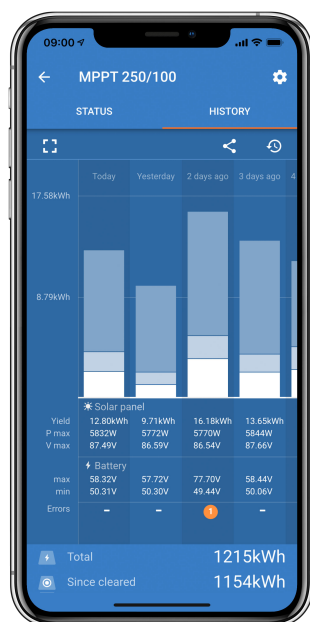 09:00
MPPT 250/100
STATUS HISTORY
Today Yesterday 2 days ago 3 days ago 4
17.58kWh
8.79kWh
Solar panel
Yield 12.80kWh 9.71kWh 16.18kWh 13.65kWh
P max 5832W 5772W 5770W 5844W
V max 87.49V 86.59V 86.54V 87.66V
Battery
max 58.32V 57.72V 77.70V 58.44V
min 50.31V 50.30V 49.44V 50.06V
Errors – – 1 –
Total 1215kWh
Since cleared 1154kWh